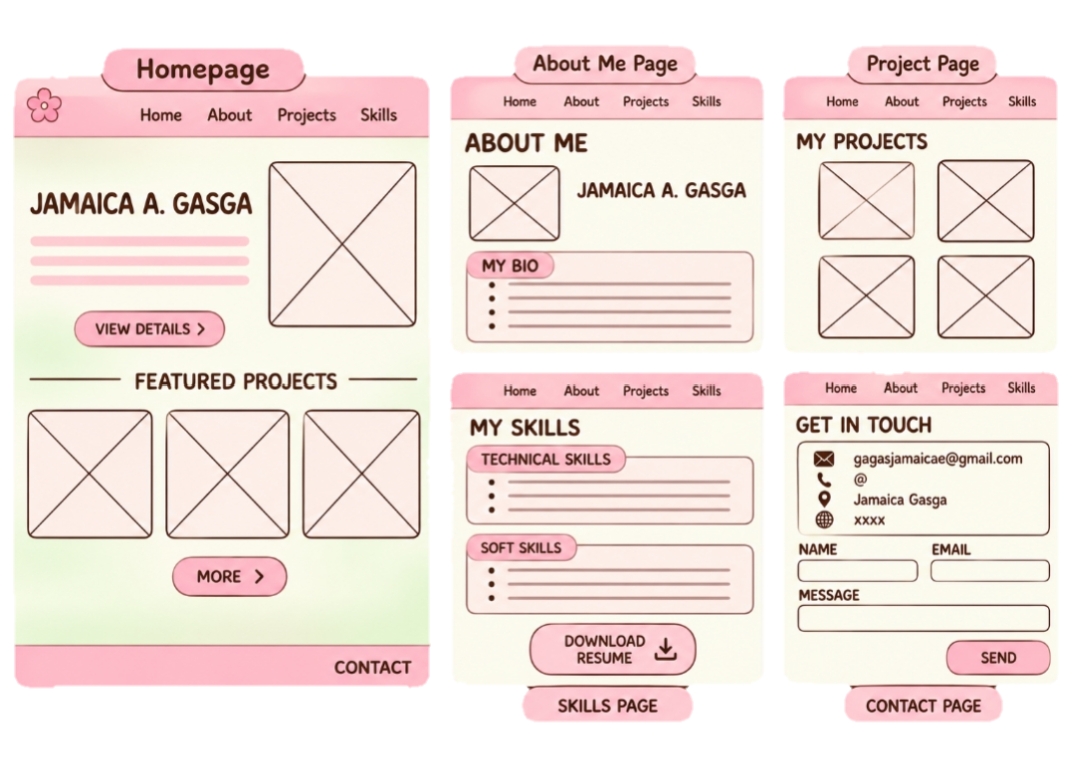 Homepage
Home About Projects Skills
JAMAICA A. GASGA
VIEW DETAILS >
FEATURED PROJECTS
MORE >
CONTACT
About Me Page
Home About Projects Skills
ABOUT ME
JAMAICA A. GASGA
MY BIO
Project Page
Home About Projects Skills
MY PROJECTS
Home About Projects Skills
MY SKILLS
TECHNICAL SKILLS
SOFT SKILLS
DOWNLOAD
RESUME
SKILLS PAGE
Home About Projects Skills
GET IN TOUCH
gagasjamaicae@gmail.com
@
Jamaica Gasga
xxxx
NAME EMAIL
MESSAGE
SEND
CONTACT PAGE